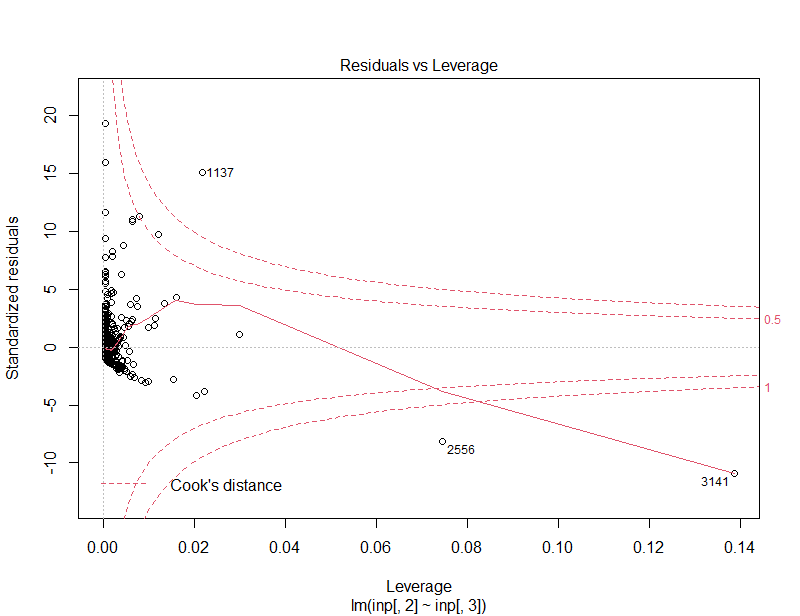 Residuals vs Leverage
Standardized residuals
20
15
10
5
0
-5
-10
1137
2556
3141
0.5
1
Cook's distance
0.00 0.02 0.04 0.06 0.08 0.10 0.12 0.14
Leverage
lm(inp[, 2] ~ inp[, 3])